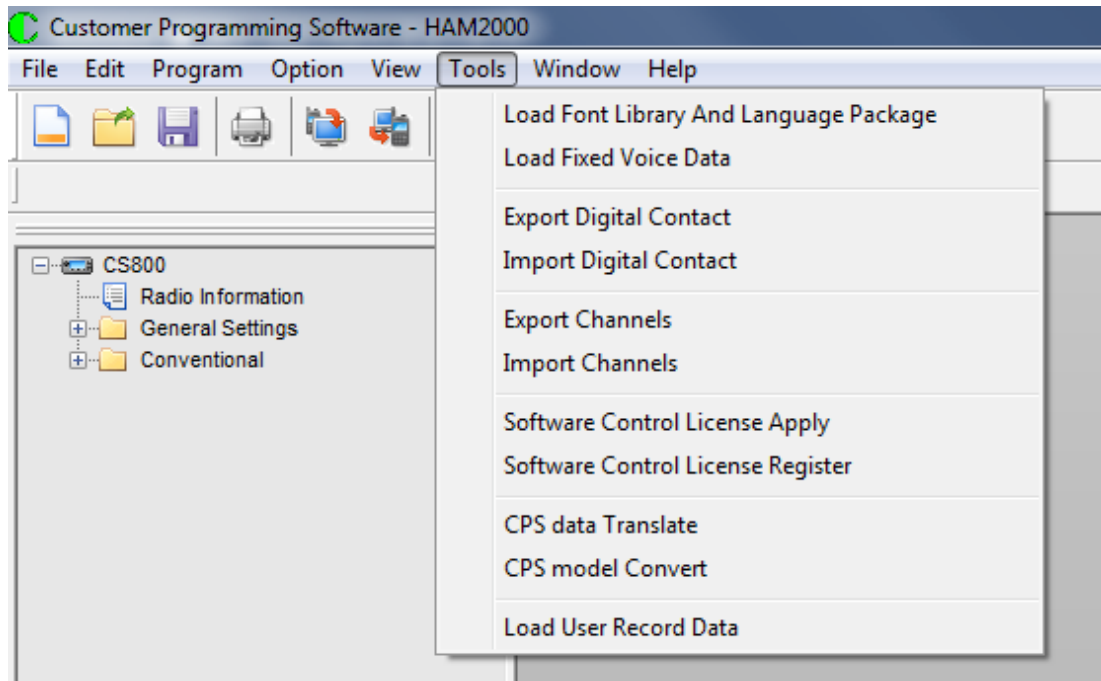 Customer Programming Software - HAM2000
File Edit Program Option View Tools Window Help
Load Font Library And Language Package
Load Fixed Voice Data
Export Digital Contact
Import Digital Contact
Export Channels
Import Channels
Software Control License Apply
Software Control License Register
CPS data Translate
CPS model Convert
Load User Record Data
CS800
Radio Information
General Settings
Conventional